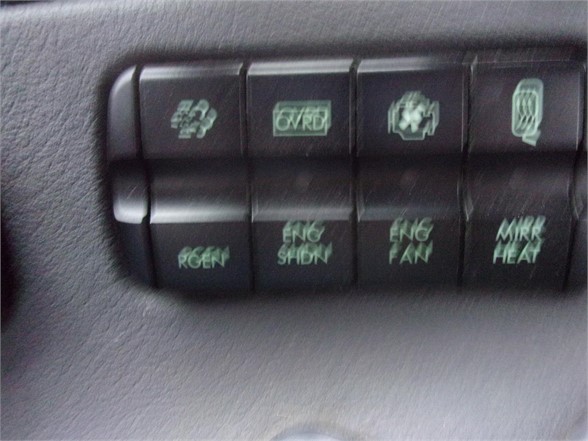 OVRD
RGEN
ENG
SHDN
ENG
FAN
MIRR
HEAT